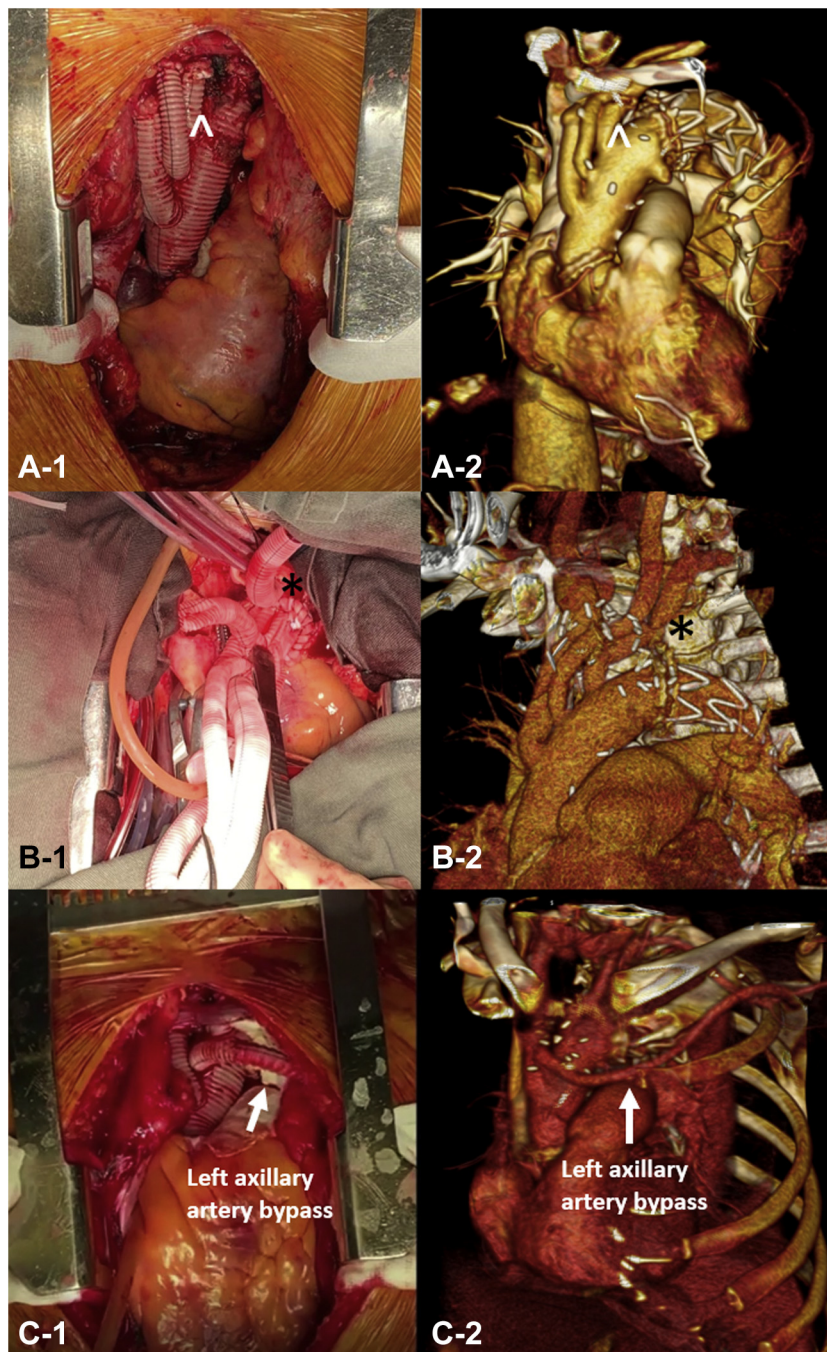 ^
^
A-1
A-2
*
*
B-1
B-2
Left axillary
artery bypass
Left axillary
artery bypass
C-1
C-2